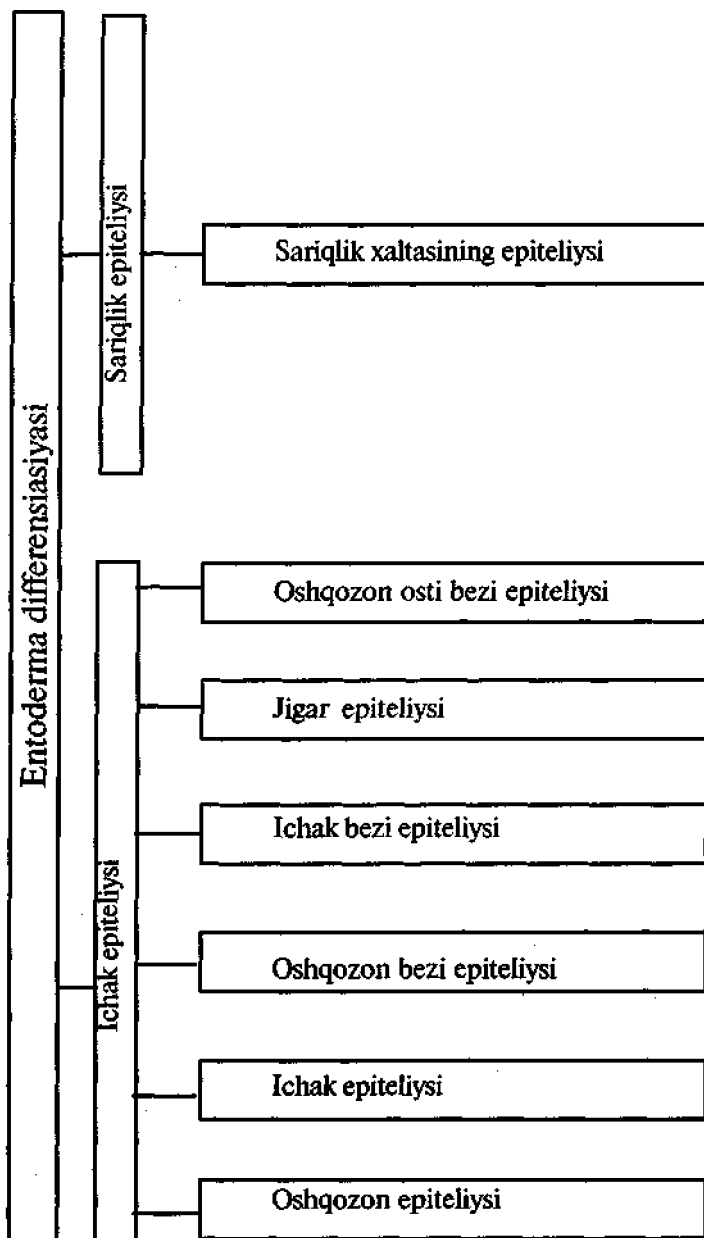 Entoderma differensiasiyasi
Sariqlik epiteliysi
Sariqlik xaltasining epiteliysi
Ichak epiteliysi
Oshqozon osti bezi epiteliysi
Jigar epiteliysi
Ichak bezi epiteliysi
Oshqozon bezi epiteliysi
Ichak epiteliysi
Oshqozon epiteliysi